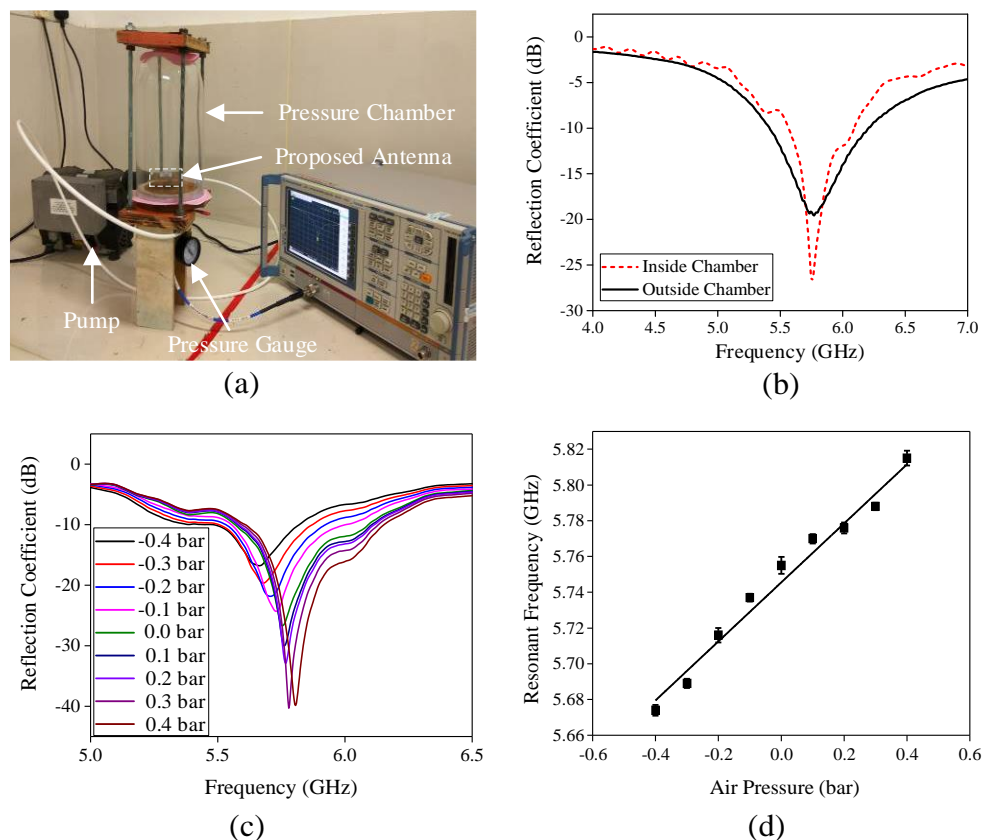 Pressure Chamber
Proposed Antenna
Pump
Pressure Gauge
(a)
Reflection Coefficient (dB)
0
-5
-10
-15
-20
-25
-30
Inside Chamber
Outside Chamber
4.0 4.5 5.0 5.5 6.0 6.5 7.0
Frequency (GHz)
(b)
Reflection Coefficient (dB)
0
-10
-20
-30
-40
-0.4 bar
-0.3 bar
-0.2 bar
-0.1 bar
0.0 bar
0.1 bar
0.2 bar
0.3 bar
0.4 bar
5.0 5.5 6.0 6.5
Frequency (GHz)
(c)
Resonant Frequency (GHz)
5.82
5.80
5.78
5.76
5.74
5.72
5.70
5.68
5.66
-0.6 -0.4 -0.2 0.0 0.2 0.4 0.6
Air Pressure (bar)
(d)